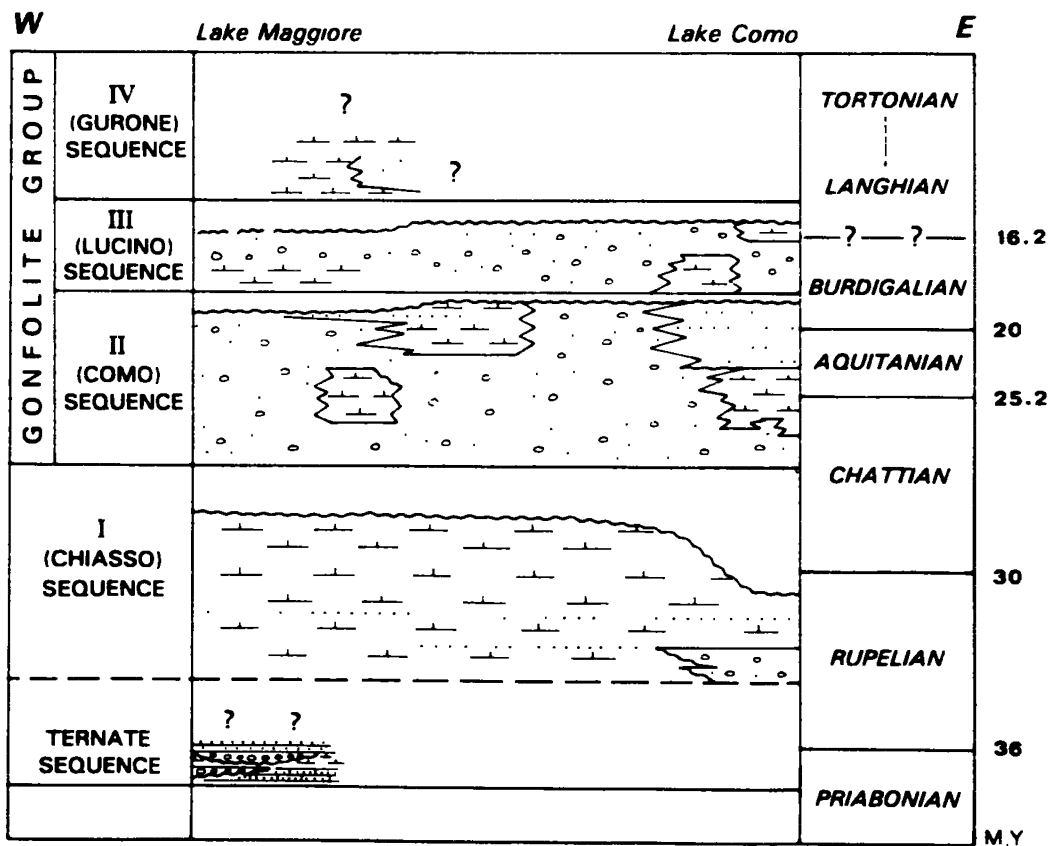 W
Lake Maggiore
Lake Como
E
GONFOLITE GROUP
IV
(GURONE)
SEQUENCE
?
?
TORTONIAN
LANGHIAN
III
(LUCINO)
SEQUENCE
? ?
16.2
BURDIGALIAN
20
II
(COMO)
SEQUENCE
AQUITANIAN
25.2
CHATTIAN
I
(CHIASSO)
SEQUENCE
30
RUPELIAN
TERNATE
SEQUENCE
? ?
36
PRIABONIAN
M.Y